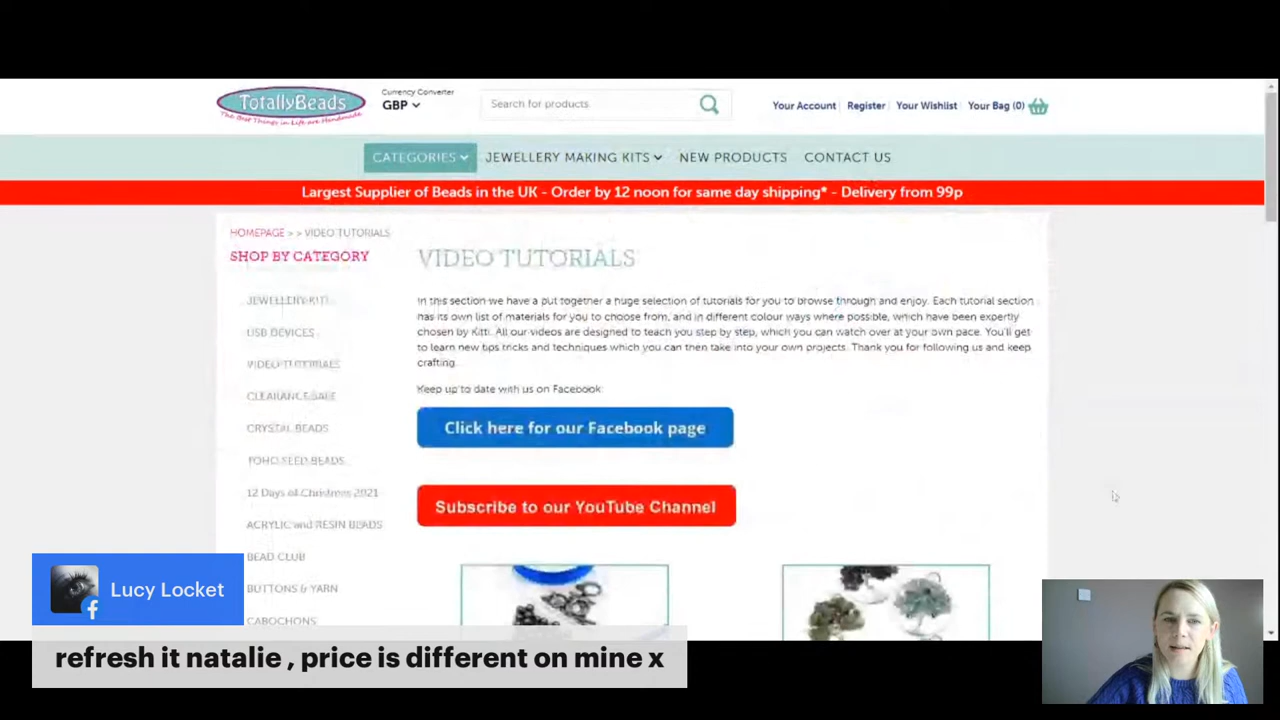 TotallyBeads
The Best Things in Life are Handmade
Currency Converter
GBP
Search for products
Your Account
Register
Your Wishlist
Your Bag (0)
CATEGORIES
JEWELLERY MAKING KITS
NEW PRODUCTS
CONTACT US
Largest Supplier of Beads in the UK - Order by 12 noon for same day shipping* - Delivery from 99p
HOMEPAGE > > VIDEO TUTORIALS
SHOP BY CATEGORY
JEWELLERY KIT
USB DEVICES
VIDEO TUTORIALS
CLEARANCE SALE
CRYSTAL BEADS
TOHO SEED BEADS
12 Days of Christmas 2021
ACRYLIC and RESIN BEADS
BEAD CLUB
BUTTONS & YARN
CABOCHONS
VIDEO TUTORIALS
In this section we have a put together a huge selection of tutorials for you to browse through and enjoy. Each tutorial section
has its own list of materials for you to choose from, and in different colour ways where possible, which have been expertly
chosen by Kitti. All our videos are designed to teach you step by step, which you can watch over at your own pace. You'll get
to learn new tips tricks and techniques which you can then take into your own projects. Thank you for following us and keep
crafting.
Keep up to date with us on Facebook:
Click here for our Facebook page
Subscribe to our YouTube Channel
Lucy Locket
refresh it natalie , price is different on mine x